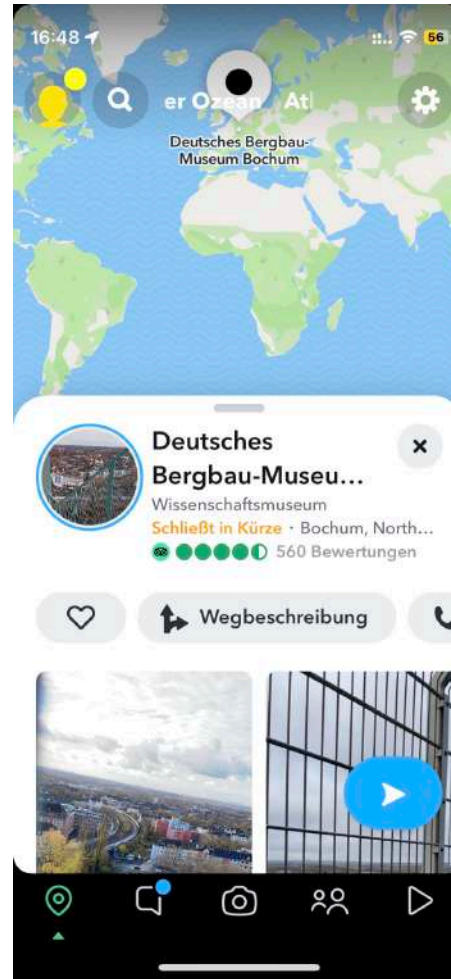 16:48
56
er Ozean Atl
Deutsches Bergbau-
Museum Bochum
Deutsches
Bergbau-Museu...
Wissenschaftsmuseum
Schließt in Kürze · Bochum, North...
560 Bewertungen
Wegbeschreibung